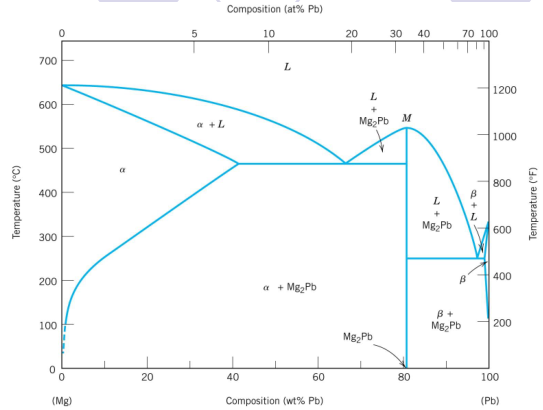 Composition (at% Pb)
0 5 10 20 30 40 70 100
L
700
600
500
400
300
200
100
0
Temperature (°C)
1200
1000
800
600
400
200
Temperature (°F)
L
+
Mg₂Pb
M
α + L
α
L
+
Mg₂Pb
β
+
L
β
α + Mg₂Pb
β +
Mg₂Pb
Mg₂Pb
0 20 40 60 80 100
(Mg) Composition (wt% Pb) (Pb)